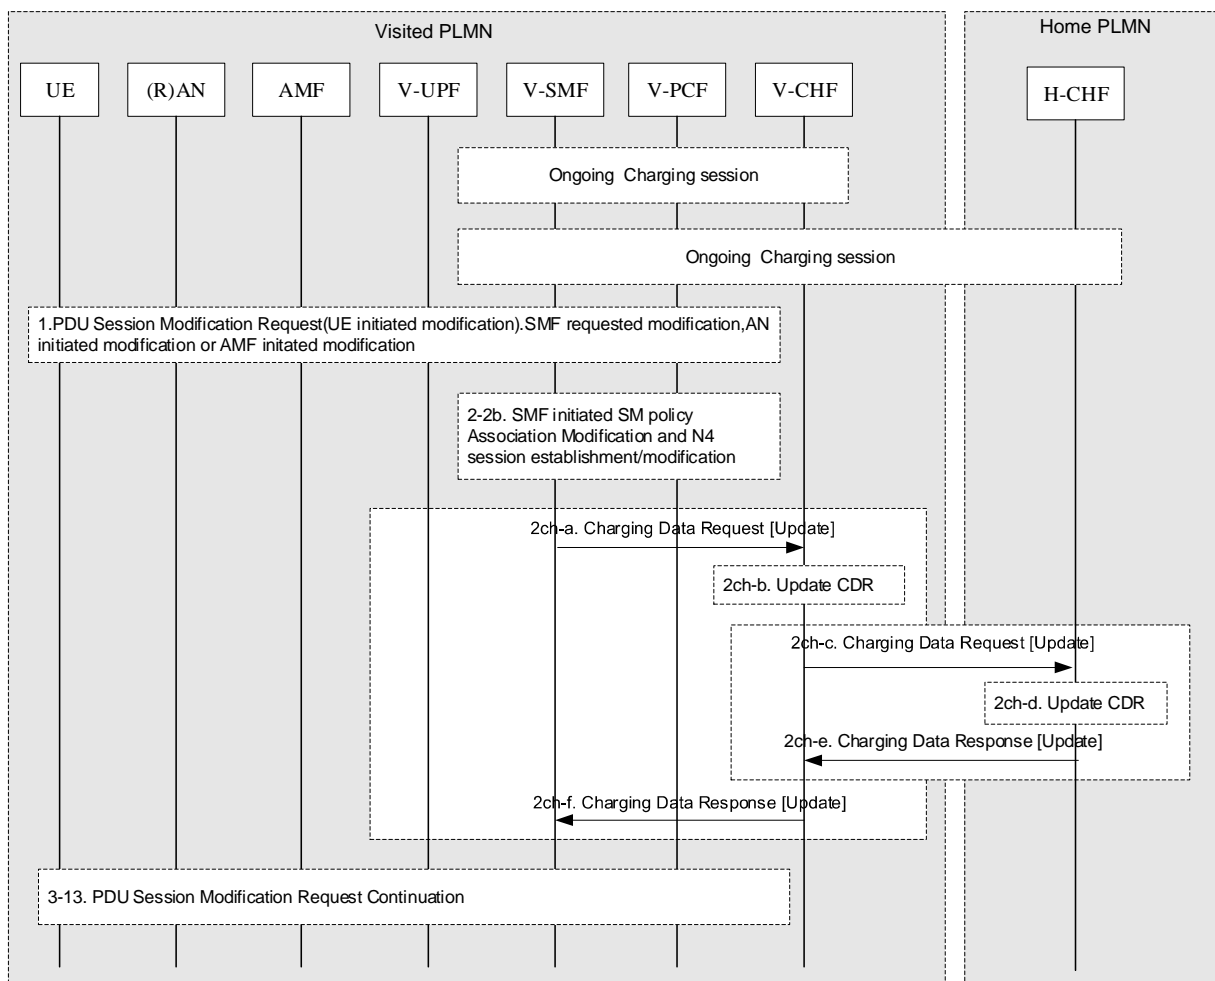 Visited PLMN
Home PLMN
UE
(R)AN
AMF
V-UPF
V-SMF
V-PCF
V-CHF
H-CHF
Ongoing Charging session
Ongoing Charging session
1.PDU Session Modification Request(UE initiated modification).SMF requested modification,AN
initiated modification or AMF initated modification
2-2b. SMF initiated SM policy
Association Modification and N4
session establishment/modification
2ch-a. Charging Data Request [Update]
2ch-b. Update CDR
2ch-c. Charging Data Request [Update]
2ch-d. Update CDR
2ch-e. Charging Data Response [Update]
2ch-f. Charging Data Response [Update]
3-13. PDU Session Modification Request Continuation